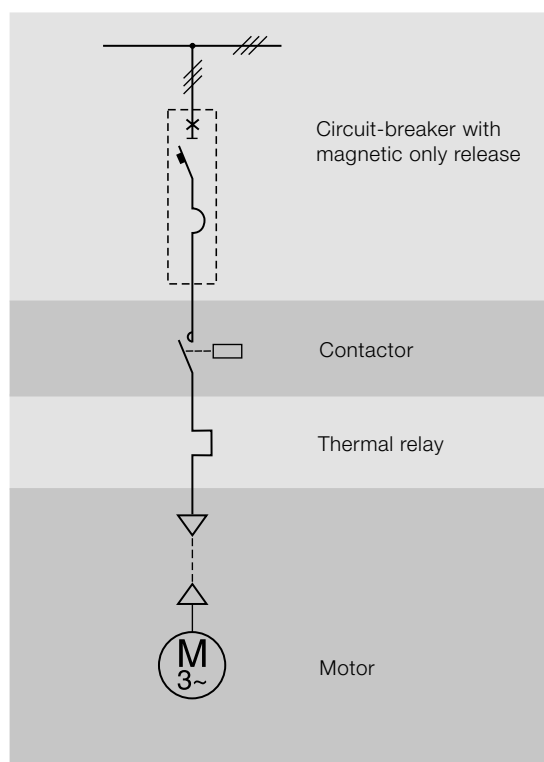 Circuit-breaker with
magnetic only release
Contactor
Thermal relay
M
3~
Motor